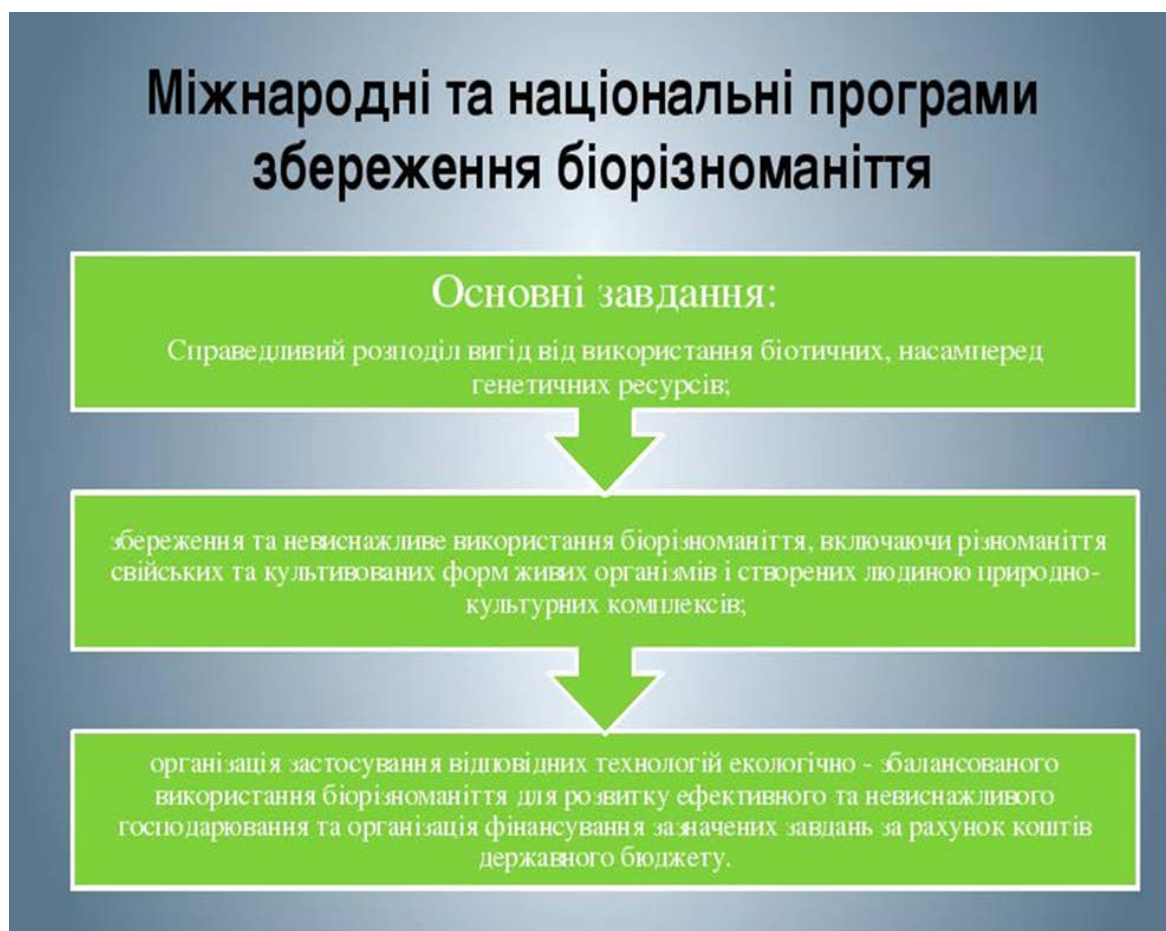 Міжнародні та національні програми
збереження біорізноманіття
Основні завдання:
Справедливий розподіл вигід від використання біотичних, насамперед
генетичних ресурсів;
збереження та невиснажливе використання біорізноманіття, включаючи різноманіття
свійських та культивованих форм живих організмів і створених людиною природно-
культурних комплексів;
організація застосування відповідних технологій екологічно - збалансованого
використання біорізноманіття для розвитку ефективного та невиснажливого
господарювання та організація фінансування зазначених завдань за рахунок коштів
державного бюджету.